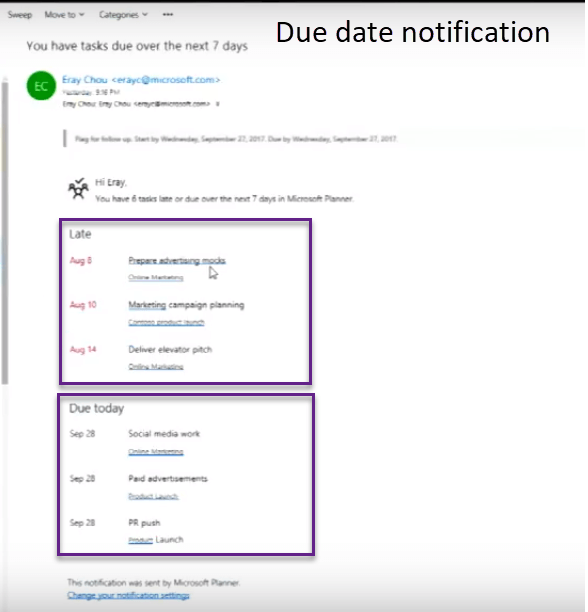 Sweep Move to Categories •••
Due date notification
You have tasks due over the next 7 days
EC
Eray Chou <erayc@microsoft.com>
Yesterday, 9:16 PM
Eray Chou; Eray Chou <erayc@microsoft.com>
Flag for follow up. Start by Wednesday, September 27, 2017. Due by Wednesday, September 27, 2017.
Hi Eray,
You have 6 tasks late or due over the next 7 days in Microsoft Planner.
Late
Aug 8 Prepare advertising mocks
Online Marketing
Aug 10 Marketing campaign planning
Contoso product launch
Aug 14 Deliver elevator pitch
Online Marketing
Due today
Sep 28 Social media work
Online Marketing
Sep 28 Paid advertisements
Product Launch
Sep 28 PR push
Product Launch
This notification was sent by Microsoft Planner.
Change your notification settings